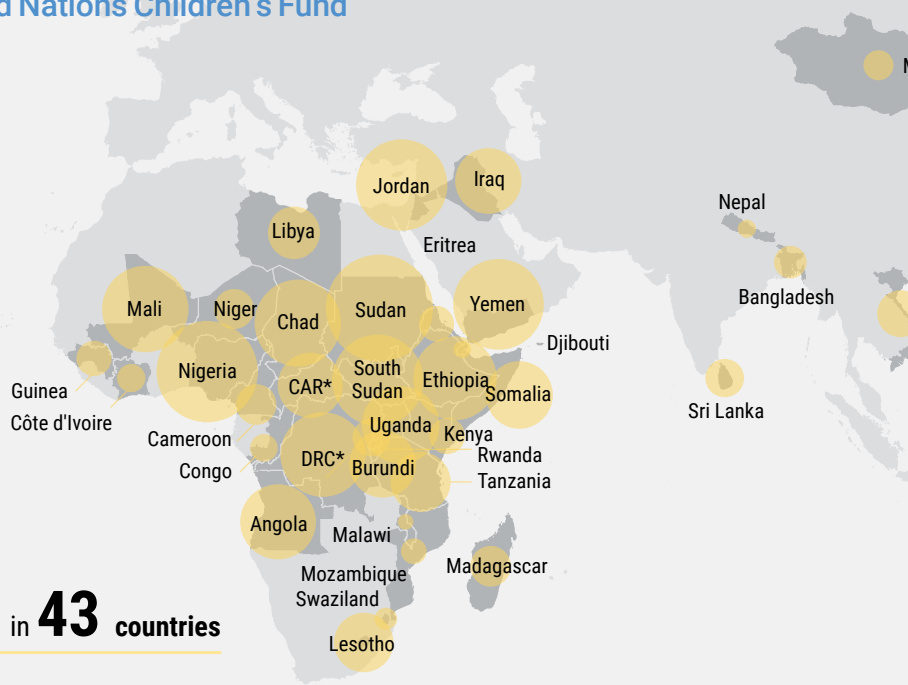 d Nations Children's Fund
M
Jordan
Iraq
Nepal
Libya
Eritrea
Bangladesh
Mali
Niger
Chad
Sudan
Yemen
Djibouti
Nigeria
CAR*
South
Sudan
Ethiopia
Somalia
Guinea
Sri Lanka
Côte d'Ivoire
Uganda
Cameroon
Kenya
Rwanda
Congo
DRC*
Burundi
Tanzania
Angola
Malawi
Madagascar
Mozambique
Swaziland
in 43 countries
Lesotho